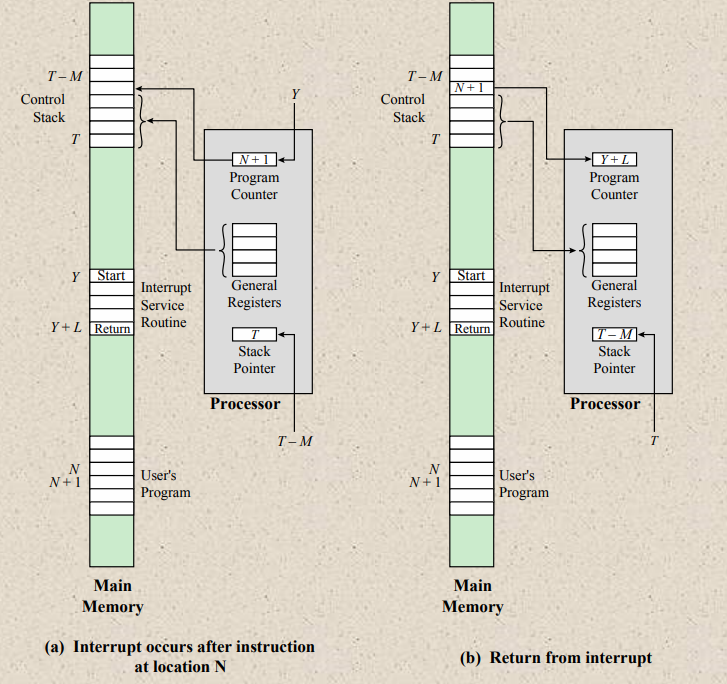 T – M
Control
Stack
T
Y
N + 1
Program
Counter
Y
Start
Interrupt
Service
Routine
Y + L
Return
General
Registers
T
Stack
Pointer
Processor
T – M
N
N + 1
User's
Program
Main
Memory
(a) Interrupt occurs after instruction
at location N
T – M
N + 1
Control
Stack
T
Y + L
Program
Counter
Y
Start
Interrupt
Service
Routine
Y + L
Return
General
Registers
T – M
Stack
Pointer
Processor
T
N
N + 1
User's
Program
Main
Memory
(b) Return from interrupt